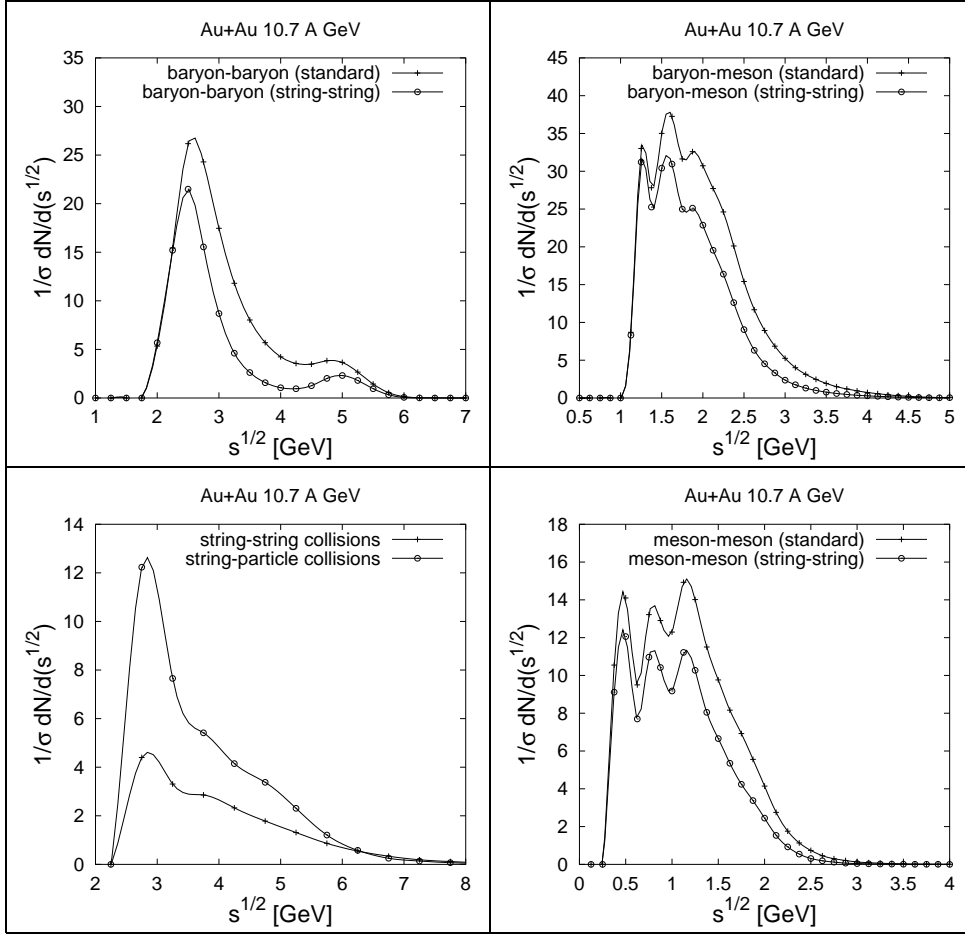 Au+Au 10.7 A GeV
baryon-baryon (standard)
baryon-baryon (string-string)
1/σ dN/d(s^{1/2})
35
30
25
20
15
10
5
0
1 2 3 4 5 6 7
s^{1/2} [GeV]
Au+Au 10.7 A GeV
baryon-meson (standard)
baryon-meson (string-string)
1/σ dN/d(s^{1/2})
45
40
35
30
25
20
15
10
5
0
0.5 1 1.5 2 2.5 3 3.5 4 4.5 5
s^{1/2} [GeV]
Au+Au 10.7 A GeV
string-string collisions
string-particle collisions
1/σ dN/d(s^{1/2})
14
12
10
8
6
4
2
0
2 3 4 5 6 7 8
s^{1/2} [GeV]
Au+Au 10.7 A GeV
meson-meson (standard)
meson-meson (string-string)
1/σ dN/d(s^{1/2})
18
16
14
12
10
8
6
4
2
0
0 0.5 1 1.5 2 2.5 3 3.5 4
s^{1/2} [GeV]